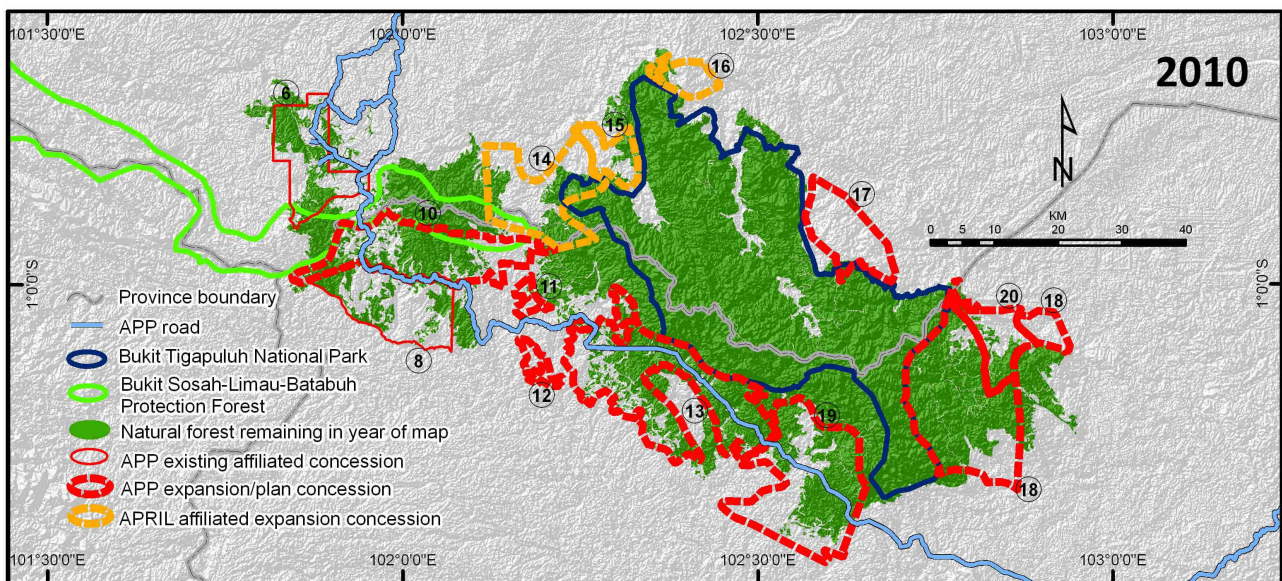 101°30'0"E
102°0'0"E
102°30'0"E
103°0'0"E
2010
16
6
15
14
17
N
10
KM
0 5 10 20 30 40
1°0'0"S
1°0'0"S
11
20
18
Province boundary
APP road
Bukit Tigapuluh National Park
8
Bukit Sosah-Limau-Batabuh
Protection Forest
12
13
19
Natural forest remaining in year of map
APP existing affiliated concession
APP expansion/plan concession
18
APRIL affiliated expansion concession
101°30'0"E
102°0'0"E
102°30'0"E
103°0'0"E